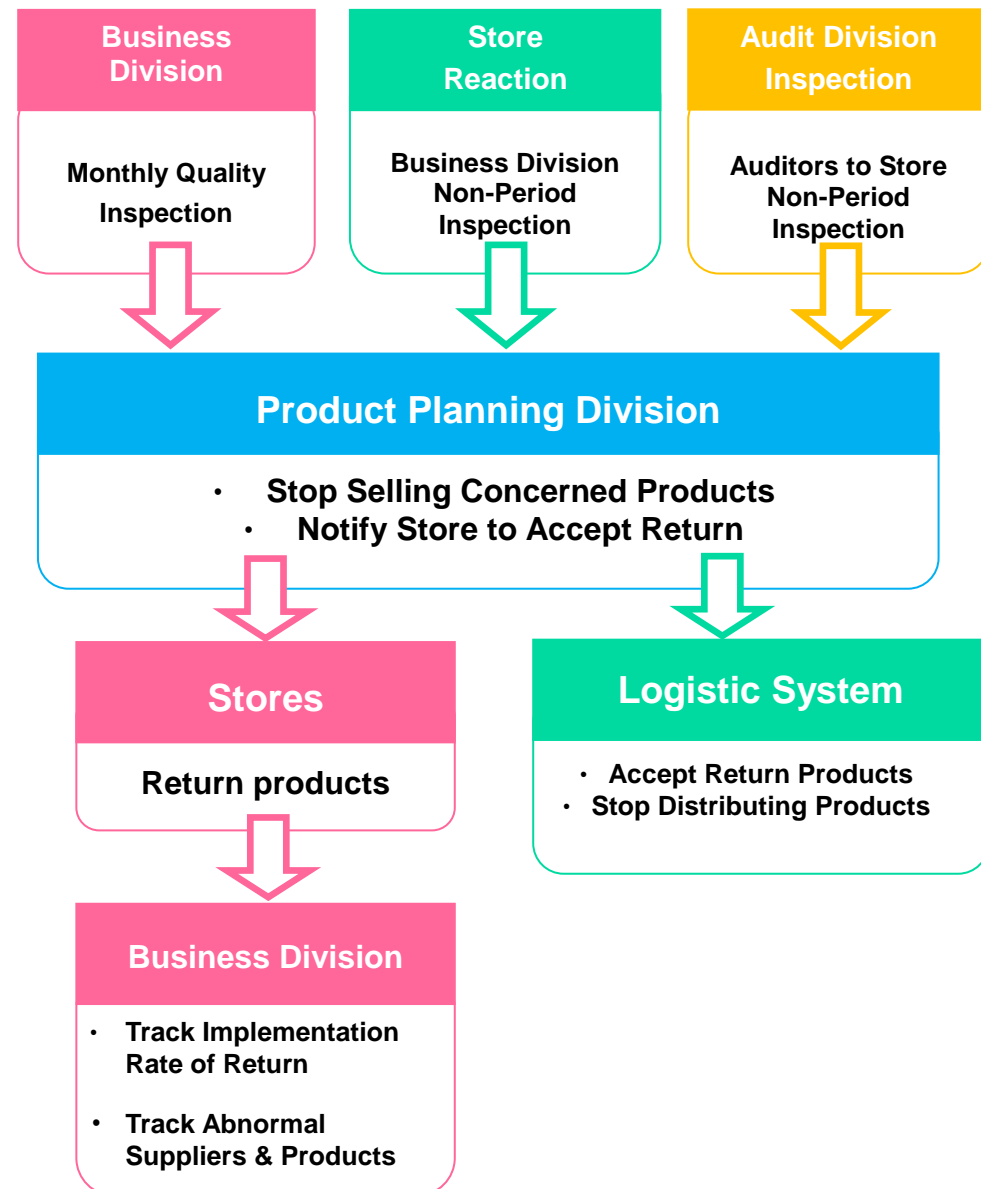 Business
Division
Monthly Quality
Inspection
Store
Reaction
Business Division
Non-Period
Inspection
Audit Division
Inspection
Auditors to Store
Non-Period
Inspection
Product Planning Division
• Stop Selling Concerned Products
• Notify Store to Accept Return
Stores
Return products
Logistic System
• Accept Return Products
• Stop Distributing Products
Business Division
• Track Implementation
Rate of Return
• Track Abnormal
Suppliers & Products